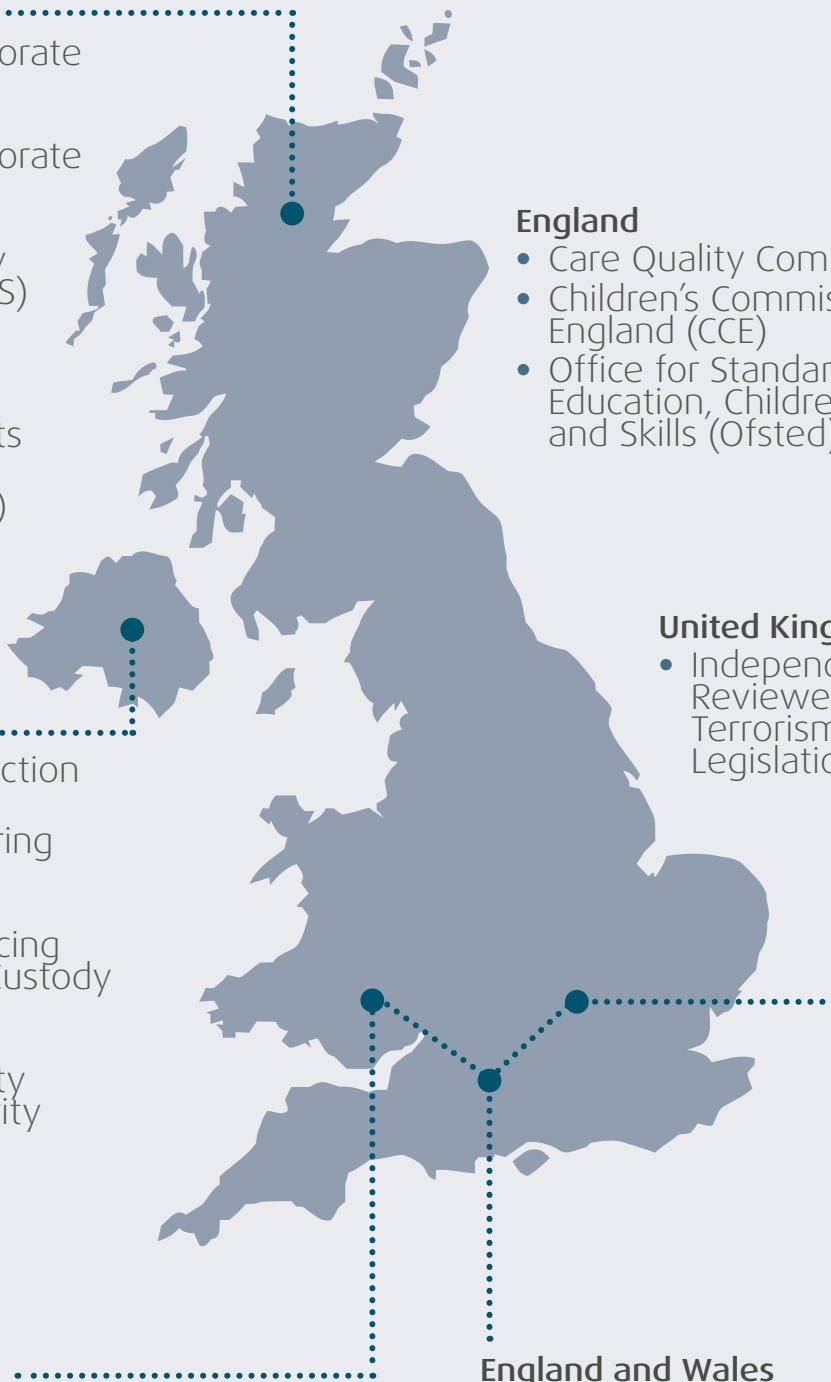 orate
orate
y
S)
ts
)
England
• Care Quality Com
• Children's Commis
England (CCE)
• Office for Standar
Education, Childre
and Skills (Ofsted)
United King
• Independ
Reviewe
Terrorism
Legislatio
ction
ring
cing
Custody
ty
ity
England and Wales